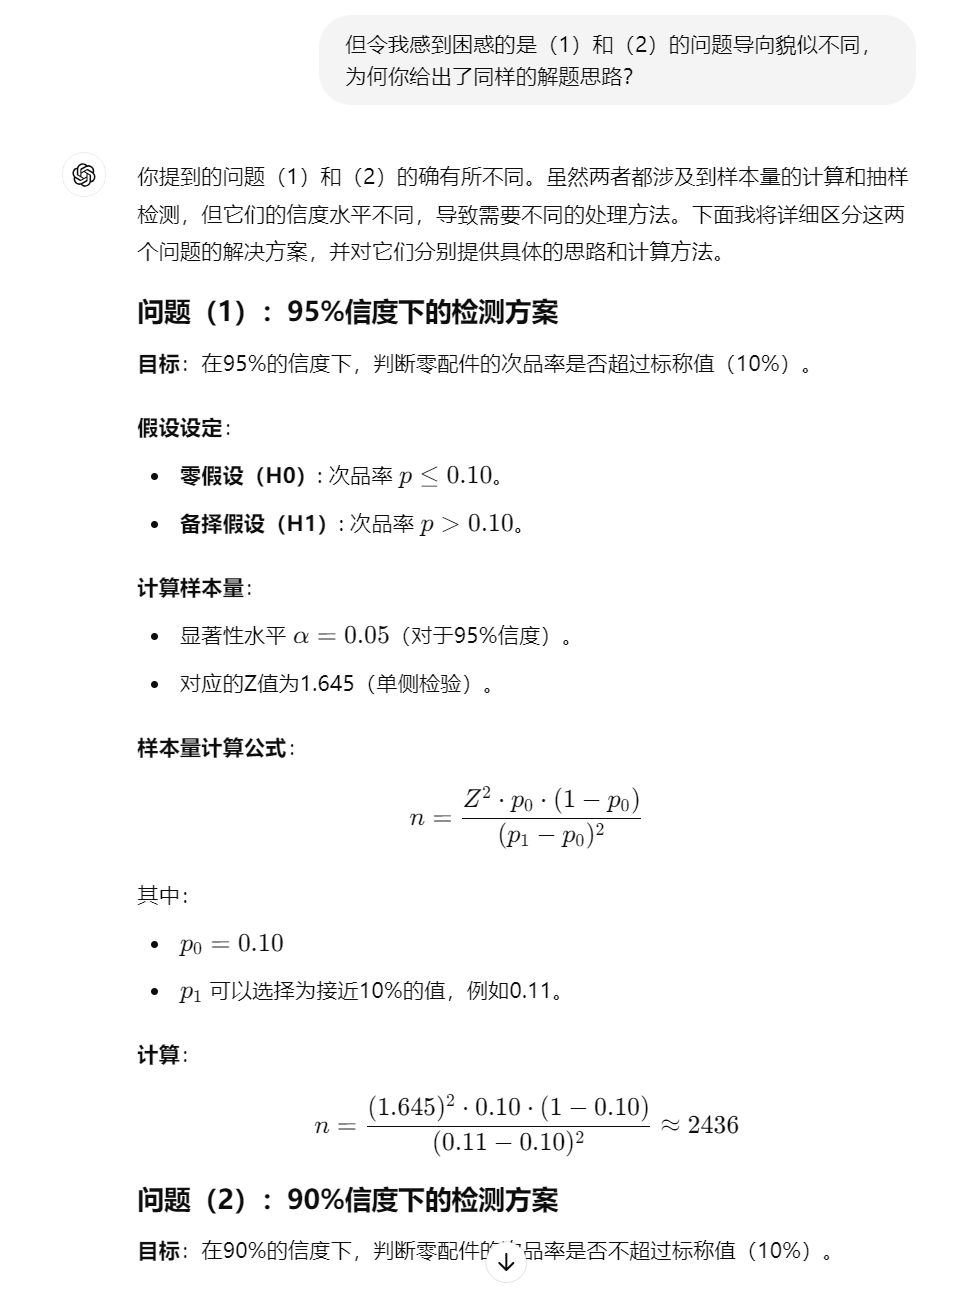 但令我感到困惑的是（1）和（2）的问题导向貌似不同，
为何你给出了同样的解题思路？
你提到的问题（1）和（2）的确有所不同。虽然两者都涉及到样本量的计算和抽样
检测，但它们的信度水平不同，导致需要不同的处理方法。下面我将详细区分这两
个问题的解决方案，并对它们分别提供具体的思路和计算方法。
问题（1）：95%信度下的检测方案
目标：在95%的信度下，判断零配件的次品率是否超过标称值（10%）。
假设设定：
• 零假设（H0）：次品率 p ≤ 0.10。
• 备择假设（H1）：次品率 p > 0.10。
计算样本量：
• 显著性水平 α = 0.05（对于95%信度）。
• 对应的Z值为1.645（单侧检验）。
样本量计算公式：
n = \frac{Z^2 · p_0 · (1 − p_0)}{(p_1 − p_0)^2}
其中：
• p_0 = 0.10
• p_1 可以选择为接近10%的值，例如0.11。
计算：
n = \frac{(1.645)^2 · 0.10 · (1 − 0.10)}{(0.11 − 0.10)^2} ≈ 2436
问题（2）：90%信度下的检测方案
目标：在90%的信度下，判断零配件的次品率是否不超过标称值（10%）。